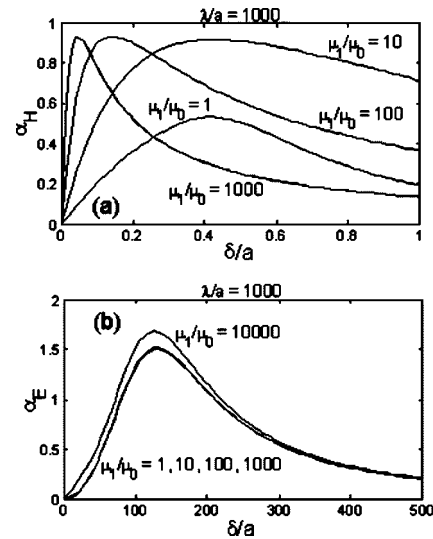 λ/a = 1000
1
0.8
0.6
0.4
0.2
0
α_H
μ₁/μ₀ = 10
μ₁/μ₀ = 1
μ₁/μ₀ = 100
μ₁/μ₀ = 1000
(a)
0 0.2 0.4 0.6 0.8 1
δ/a
λ/a = 1000
2
1.5
1
0.5
0
α_E
(b)
μ₁/μ₀ = 10000
μ₁/μ₀ = 1, 10, 100, 1000
0 100 200 300 400 500
δ/a